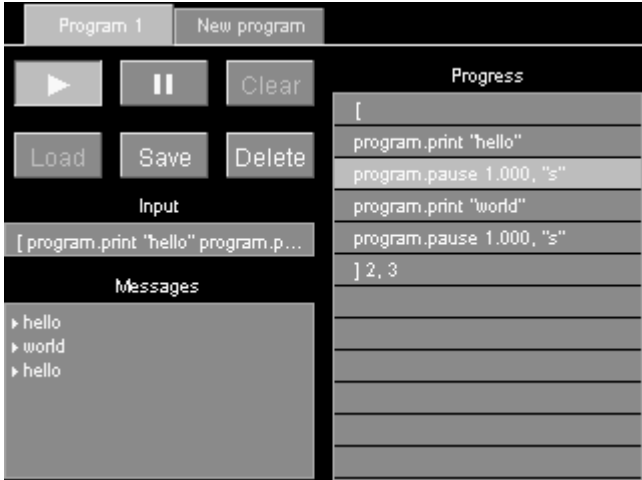 Program 1
New program
Clear
Load
Save
Delete
Input
[ program.print "hello" program.p...
Messages
hello
world
hello
Progress
[
program.print "hello"
program.pause 1.000, "s"
program.print "world"
program.pause 1.000, "s"
] 2, 3